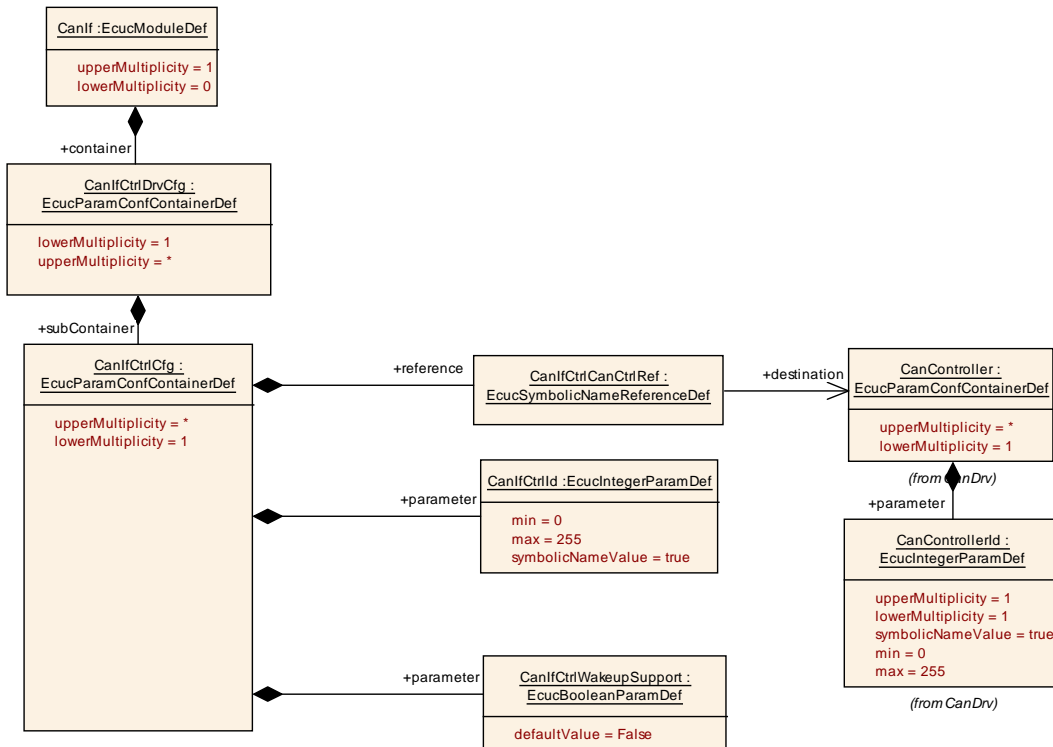 CanIf :EcucModuleDef
upperMultiplicity = 1
lowerMultiplicity = 0
+container
CanIfCtrlDrvCfg :
EcucParamConfContainerDef
lowerMultiplicity = 1
upperMultiplicity = *
+subContainer
CanIfCtrlCfg :
EcucParamConfContainerDef
upperMultiplicity = *
lowerMultiplicity = 1
+reference
CanIfCtrlCanCtrlRef :
EcucSymbolicNameReferenceDef
+destination
CanController :
EcucParamConfContainerDef
upperMultiplicity = *
lowerMultiplicity = 1
(from CanDrv)
+parameter
CanIfCtrlId :EcucIntegerParamDef
min = 0
max = 255
symbolicNameValue = true
+parameter
CanControllerId :
EcucIntegerParamDef
upperMultiplicity = 1
lowerMultiplicity = 1
symbolicNameValue = true
min = 0
max = 255
(from CanDrv)
+parameter
CanIfCtrlWakeupSupport :
EcucBooleanParamDef
defaultValue = False